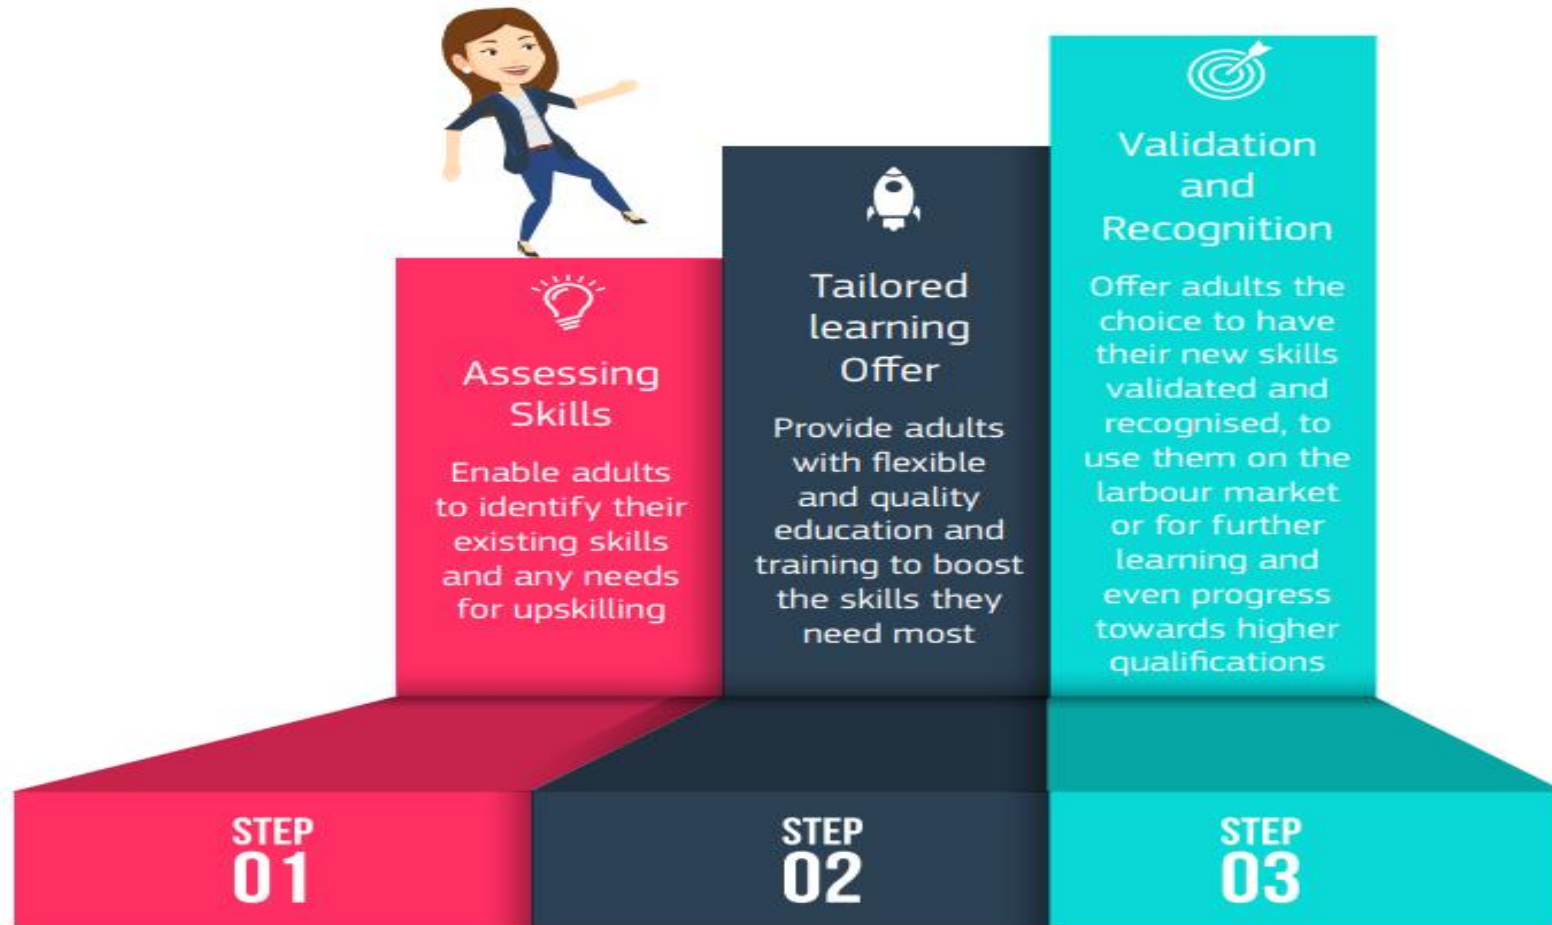 Assessing
Skills
Enable adults
to identify their
existing skills
and any needs
for upskilling
STEP
01
Tailored
learning
Offer
Provide adults
with flexible
and quality
education and
training to boost
the skills they
need most
STEP
02
Validation
and
Recognition
Offer adults the
choice to have
their new skills
validated and
recognised, to
use them on the
larbour market
or for further
learning and
even progress
towards higher
qualifications
STEP
03